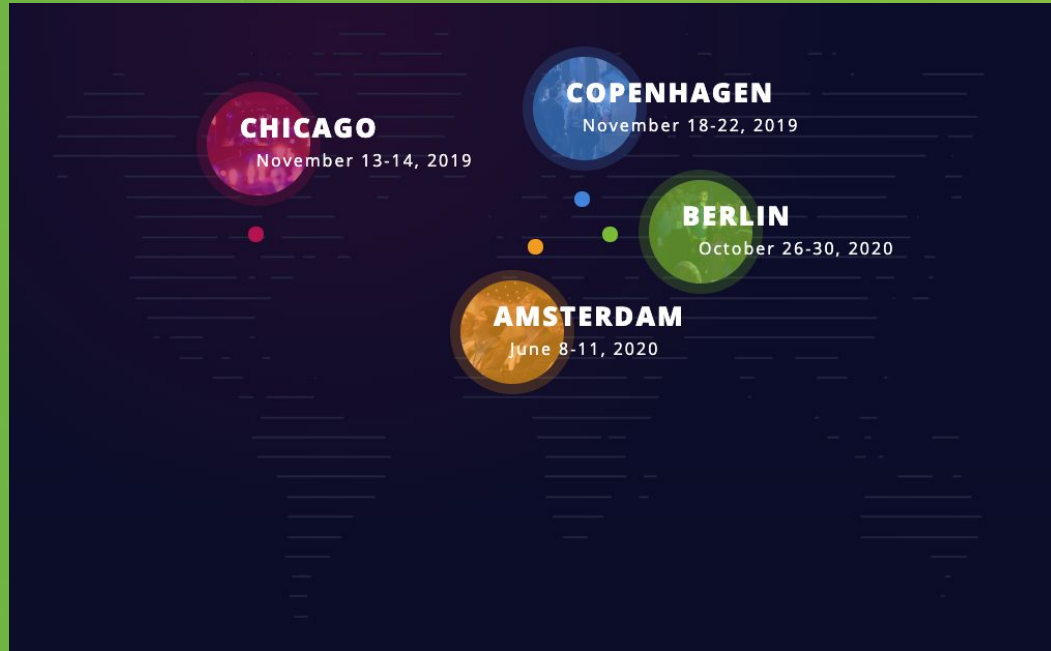 COPENHAGEN
November 18-22, 2019
CHICAGO
November 13-14, 2019
BERLIN
October 26-30, 2020
AMSTERDAM
June 8-11, 2020